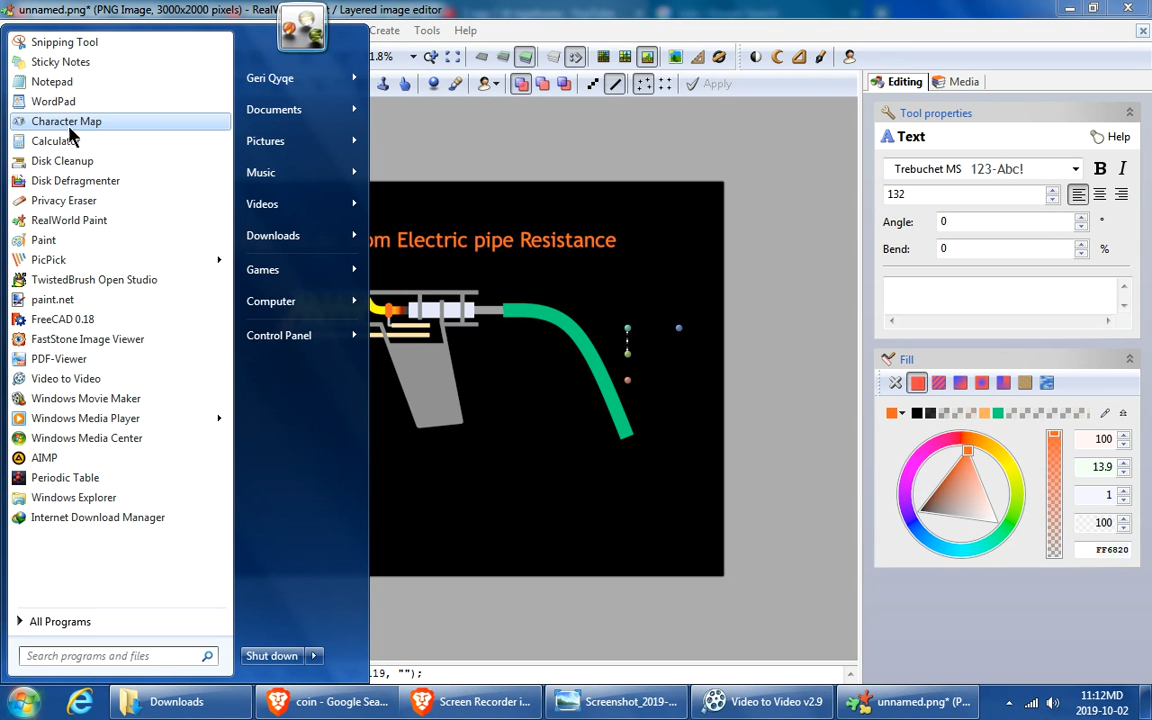 unnamed.png* (PNG Image, 3000x2000 pixels) - RealW / Layered image editor
Create Tools Help
Snipping Tool
Sticky Notes
Notepad
WordPad
Character Map
Calculator
Disk Cleanup
Disk Defragmenter
Privacy Eraser
RealWorld Paint
Paint
PicPick
TwistedBrush Open Studio
paint.net
FreeCAD 0.18
FastStone Image Viewer
PDF-Viewer
Video to Video
Windows Movie Maker
Windows Media Player
Windows Media Center
AIMP
Periodic Table
Windows Explorer
Internet Download Manager
All Programs
Search programs and files
Geri Qyqe
Documents
Pictures
Music
Videos
Downloads
Games
Computer
Control Panel
Shut down
.8%
Apply
om Electric pipe Resistance
19, "");
Editing Media
Tool properties
Text Help
Trebuchet MS 123-Abc! B I
132
Angle: 0 °
Bend: 0 %
Fill
100
13.9
1
100
FF6820
Downloads
coin - Google Sea...
Screen Recorder i...
Screenshot_2019-...
Video to Video v2.9
unnamed.png* (P...
11:12MD
2019-10-02